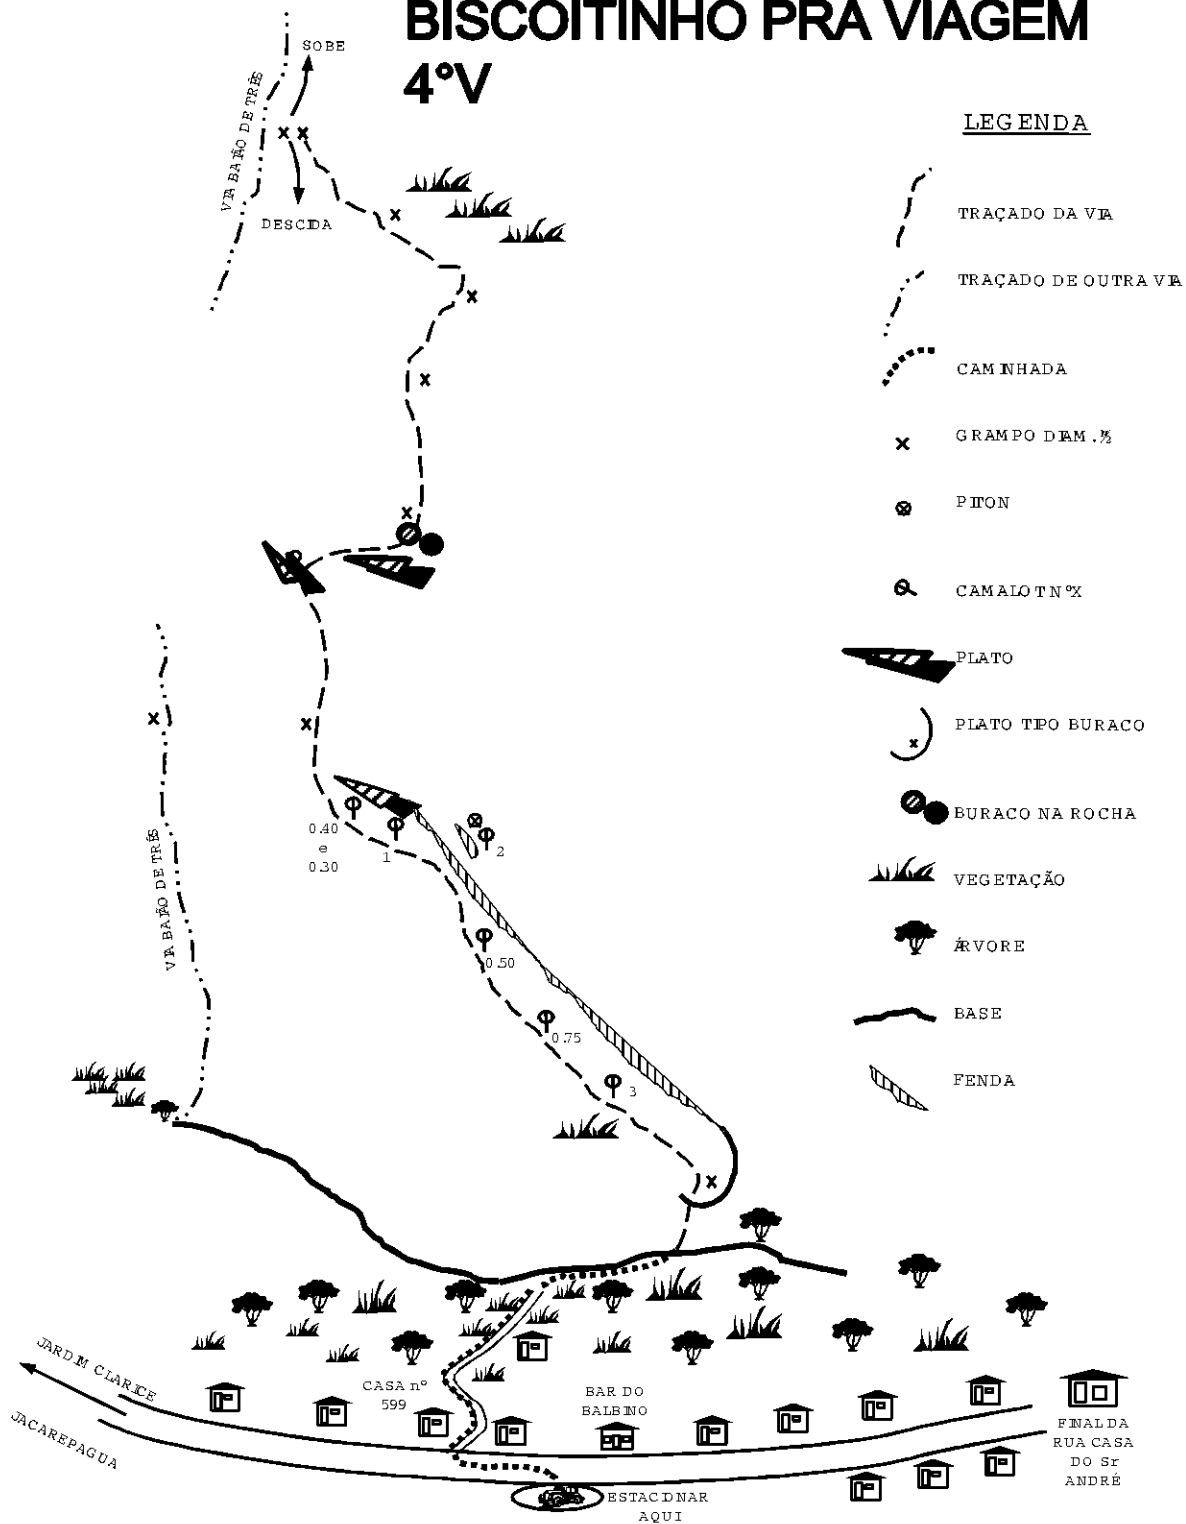 BISCOITINHO PRA VIAGEM
4°V
SOBE
VIA BAIÃO DE TRÊS
DESCIDA
LEGENDA
TRAÇADO DA VIA
TRAÇADO DE OUTRA VIA
CAMINHADA
GRAMPO DIAM. ½
PITON
CAMALOT Nº X
PLATO
PLATO TIPO BURACO
BURACO NA ROCHA
VEGETAÇÃO
ÁRVORE
BASE
FENDA
0.40
e
0.30
1
2
0.50
0.75
3
VIA BAIÃO DE TRÊS
JARDIM CLARICE
JACAREPAGUA
CASA nº
599
BAR DO
BALBINO
FINAL DA
RUA CASA
DO Sr
ANDRÉ
ESTACIONAR
AQUI